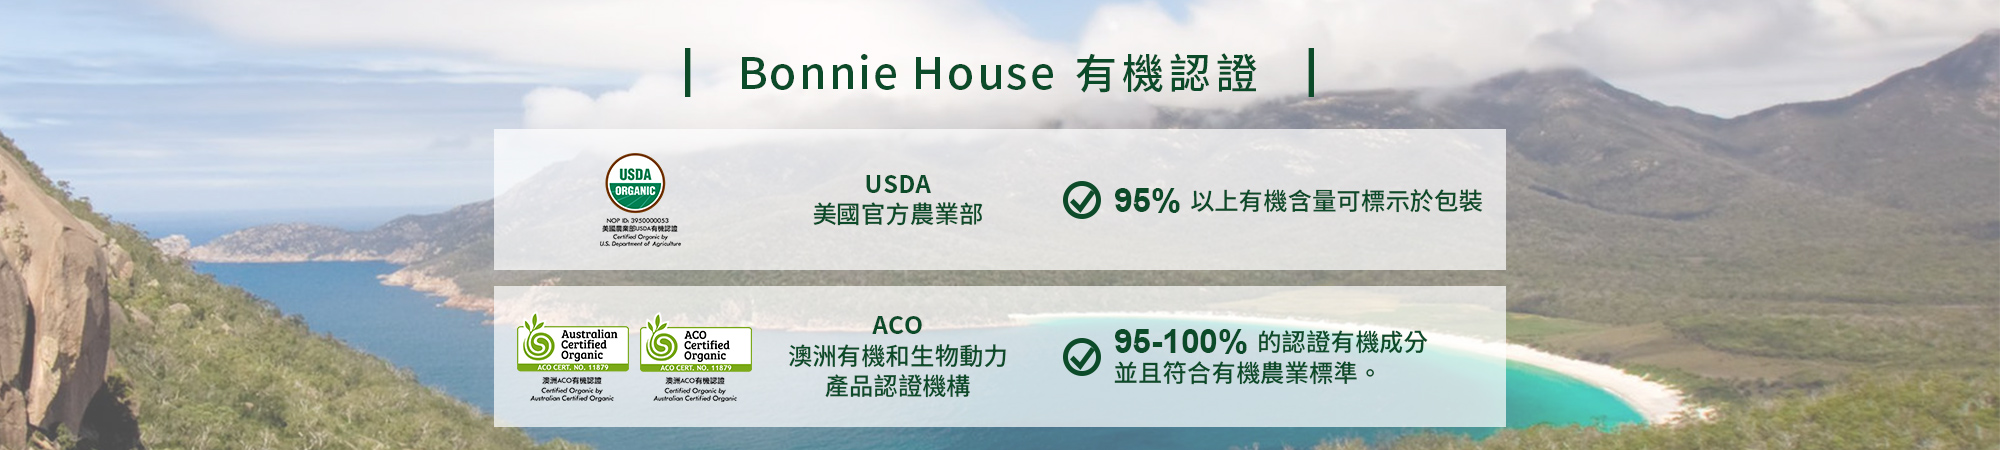 Bonnie House 有機認證
USDA
ORGANIC
NOP ID: 3950000053
美國農業部USDA有機認證
Certified Organic by
U.S. Department of Agriculture
USDA
美國官方農業部
95% 以上有機含量可標示於包裝
Australian
Certified
Organic
ACO CERT. NO. 11879
澳洲ACO有機認證
Certified Organic by
Australian Certified Organic
ACO
Certified
Organic
ACO CERT. NO. 11879
澳洲ACO有機認證
Certified Organic by
Australian Certified Organic
ACO
澳洲有機和生物動力
產品認證機構
95-100% 的認證有機成分
並且符合有機農業標準。